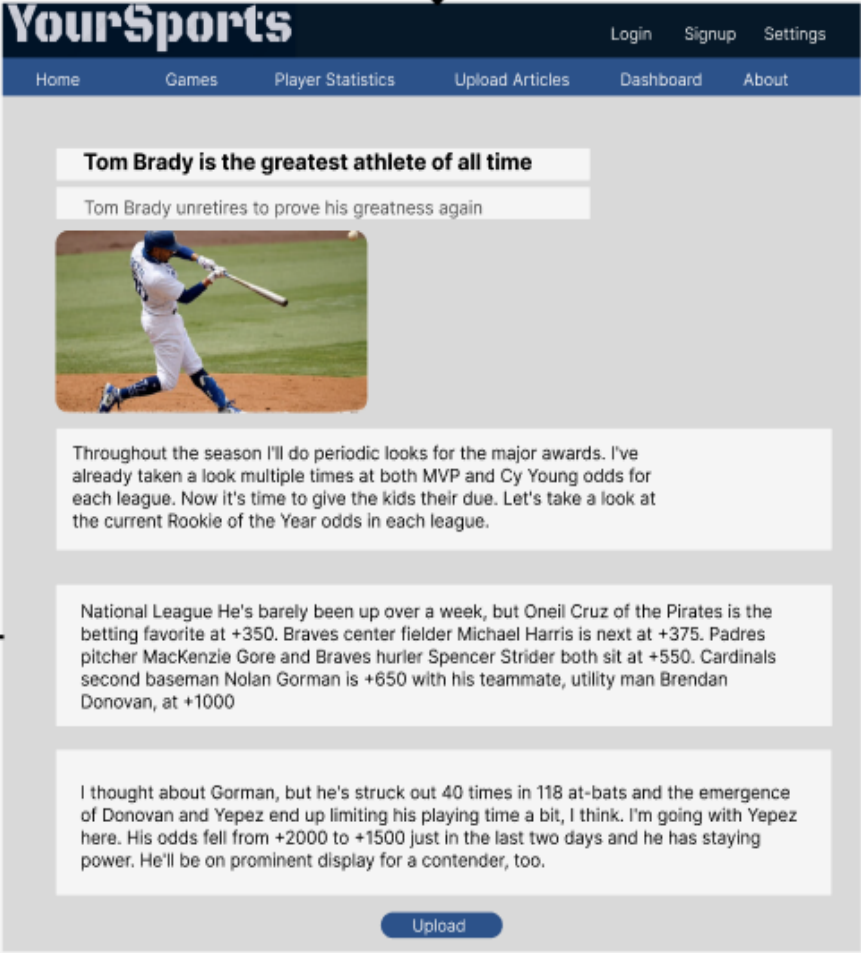 YourSports
Login Signup Settings
Home Games Player Statistics Upload Articles Dashboard About
Tom Brady is the greatest athlete of all time
Tom Brady unretires to prove his greatness again
Throughout the season I'll do periodic looks for the major awards. I've
already taken a look multiple times at both MVP and Cy Young odds for
each league. Now it's time to give the kids their due. Let's take a look at
the current Rookie of the Year odds in each league.
National League He's barely been up over a week, but Oneil Cruz of the Pirates is the
betting favorite at +350. Braves center fielder Michael Harris is next at +375. Padres
pitcher MacKenzie Gore and Braves hurler Spencer Strider both sit at +550. Cardinals
second baseman Nolan Gorman is +650 with his teammate, utility man Brendan
Donovan, at +1000
I thought about Gorman, but he's struck out 40 times in 118 at-bats and the emergence
of Donovan and Yepez end up limiting his playing time a bit, I think. I'm going with Yepez
here. His odds fell from +2000 to +1500 just in the last two days and he has staying
power. He'll be on prominent display for a contender, too.
Upload